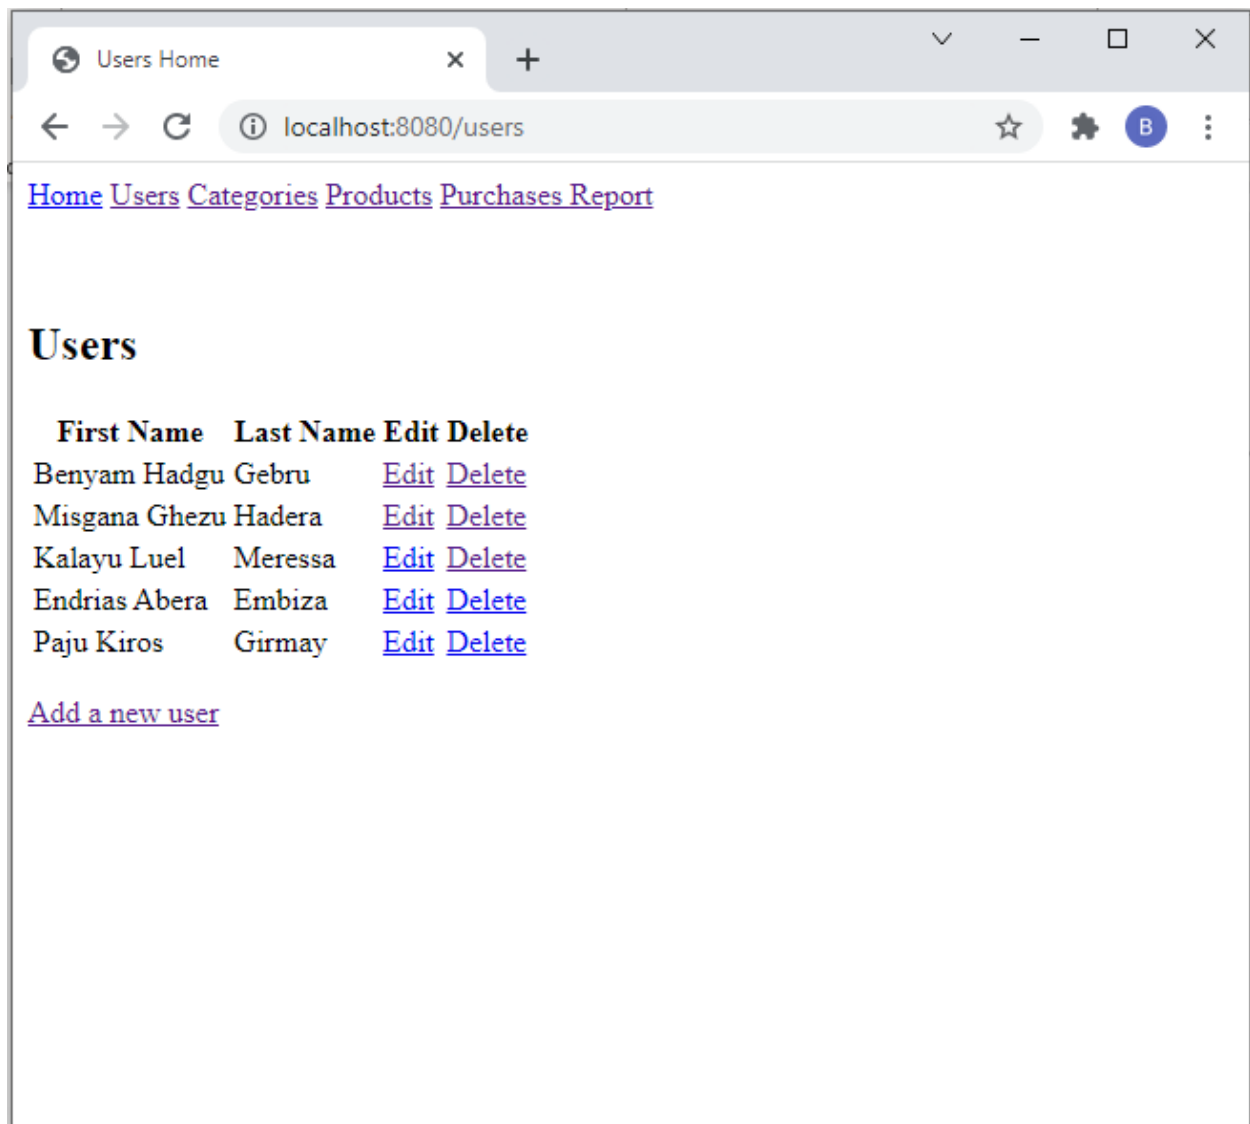 Users Home
localhost:8080/users
B
Home Users Categories Products Purchases Report
Users
First Name Last Name Edit Delete
Benyam Hadgu Gebru Edit Delete
Misgana Ghezu Hadera Edit Delete
Kalayu Luel Meressa Edit Delete
Endrias Abera Embiza Edit Delete
Paju Kiros Girmay Edit Delete
Add a new user